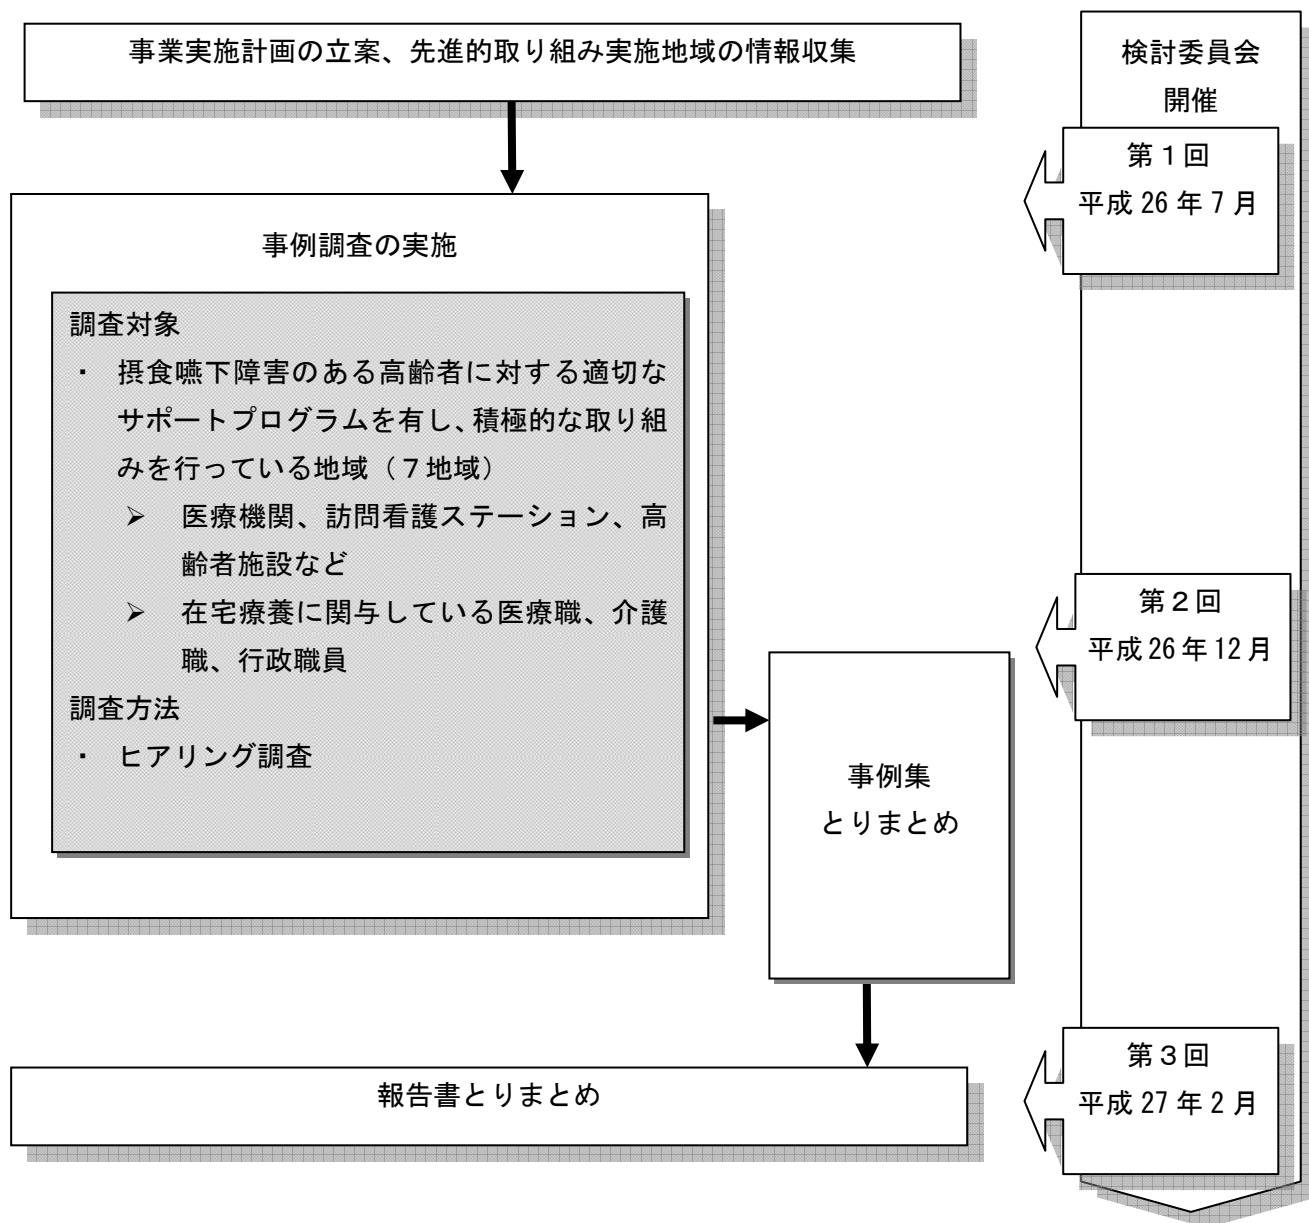 事業実施計画の立案、先進的取り組み実施地域の情報収集
事例調査の実施
調査対象
・ 摂食嚥下障害のある高齢者に対する適切な
サポートプログラムを有し、積極的な取り組
みを行っている地域（７地域）
➢ 医療機関、訪問看護ステーション、高
齢者施設など
➢ 在宅療養に関与している医療職、介護
職、行政職員
調査方法
・ ヒアリング調査
事例集
とりまとめ
報告書とりまとめ
検討委員会
開催
第１回
平成 26 年 7 月
第２回
平成 26 年 12 月
第３回
平成 27 年 2 月